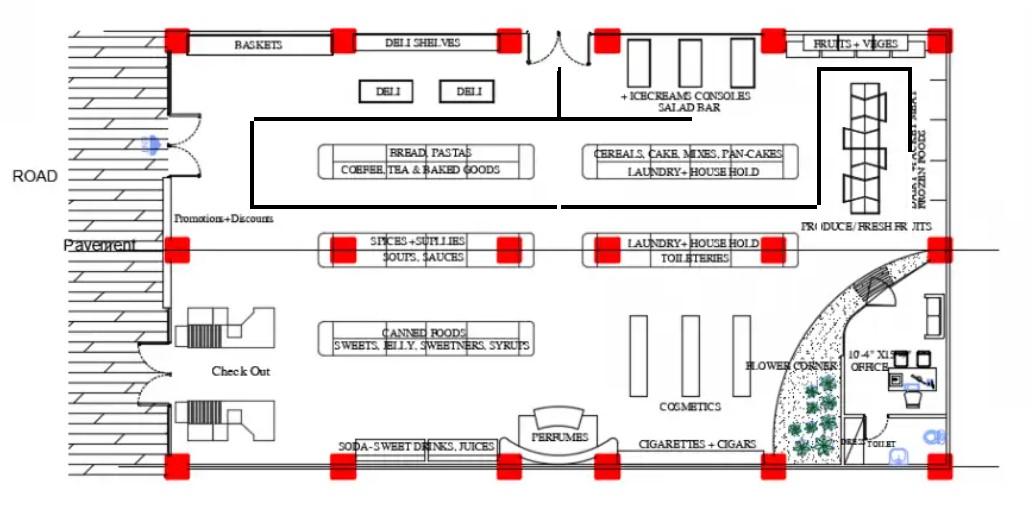 BASKETS
DELI SHELVES
FRUITS + VEGES
DELI
DELI
+ ICECREAMS CONSOLES
SALAD BAR
BREAD, PASTAS
COEFEE, TEA & BAKED GOODS
CEREALS, CAKE, MIXES, PAN-CAKES
LAUNDRY+ HOUSE HOLD
FROZEN FOODS
ROAD
Promotions+Discounts
PRODUCE/FRESH FRUITS
Pavement
SPICES +SUPLLIES
SOUPS, SAUCES
LAUNDRY+ HOUSE HOLD
TOILETERIES
CANNED FOODS
SWEETS, JELLY, SWEETNERS, SYRUPS
Check Out
FLOWER CORNER
10'-4" X15
OFFICE
COSMETICS
PERFUMES
SODA-SWEET DRINKS, JUICES
CIGARETTES + CIGARS
TOILET